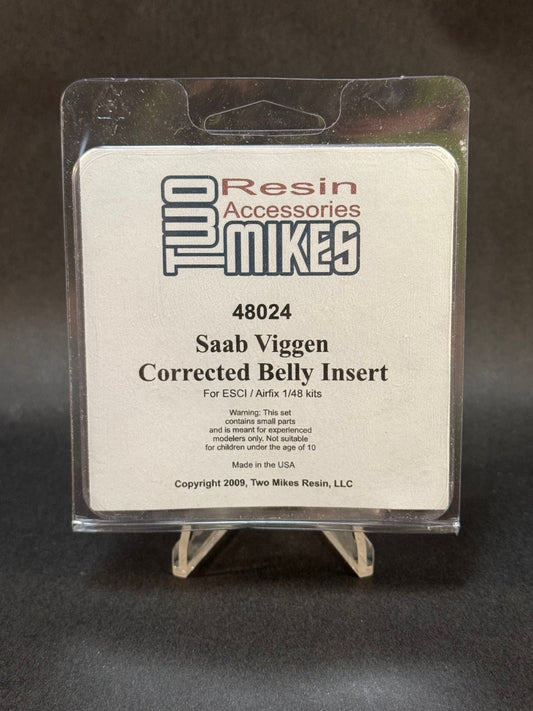 TWO Resin
Accessories
MIKES
48024
Saab Viggen
Corrected Belly Insert
For ESCI / Airfix 1/48 kits
Warning: This set
contains small parts
and is meant for experienced
modelers only. Not suitable
for children under the age of 10
Made in the USA
Copyright 2009, Two Mikes Resin, LLC